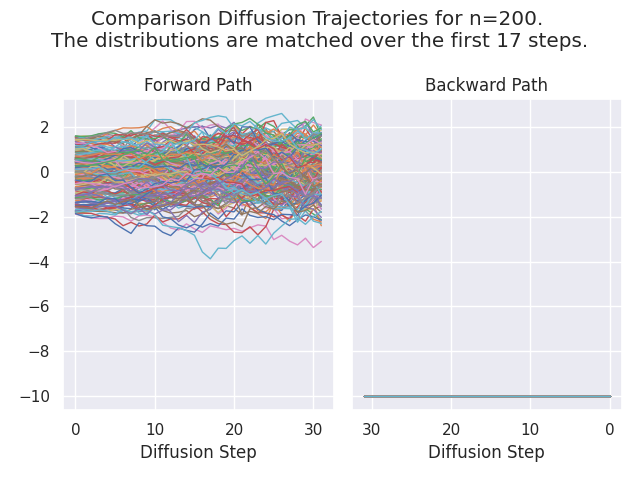 Comparison Diffusion Trajectories for n=200.
The distributions are matched over the first 17 steps.
Forward Path
Backward Path
2
0
−2
−4
−6
−8
−10
0 10 20 30
30 20 10 0
Diffusion Step
Diffusion Step